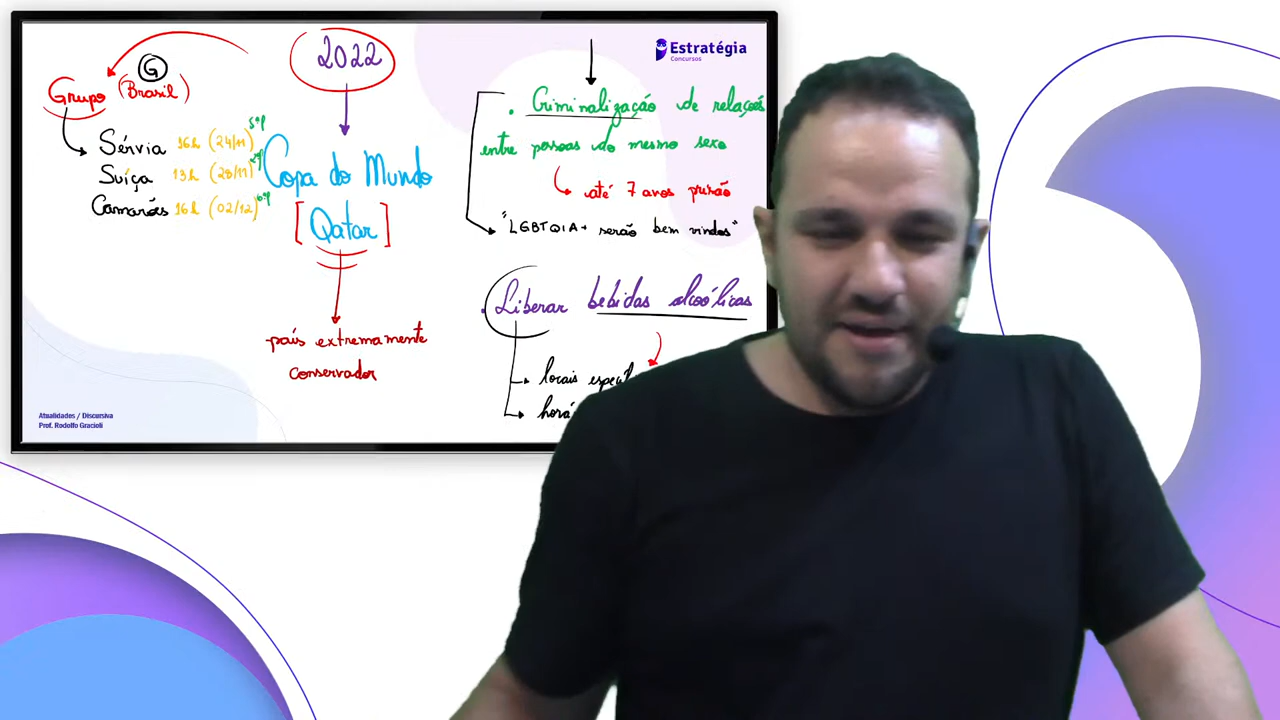 2022
Estratégia
Concursos
G
Grupo (Brasil)
Sérvia 16h (24/11) 5ªf
Suíça 13h (28/11) 2ªf
Camarões 16h (02/12) 6ªf
Copa do Mundo
[Qatar]
país extremamente
conservador
. Criminalização de relações
entre pessoas do mesmo sexo
até 7 anos prisão
"LGBTQIA+ serão bem vindos"
. Liberar bebidas alcoólicas
locais
Atualidades / Discursiva
Prof. Rodolfo Gracioli